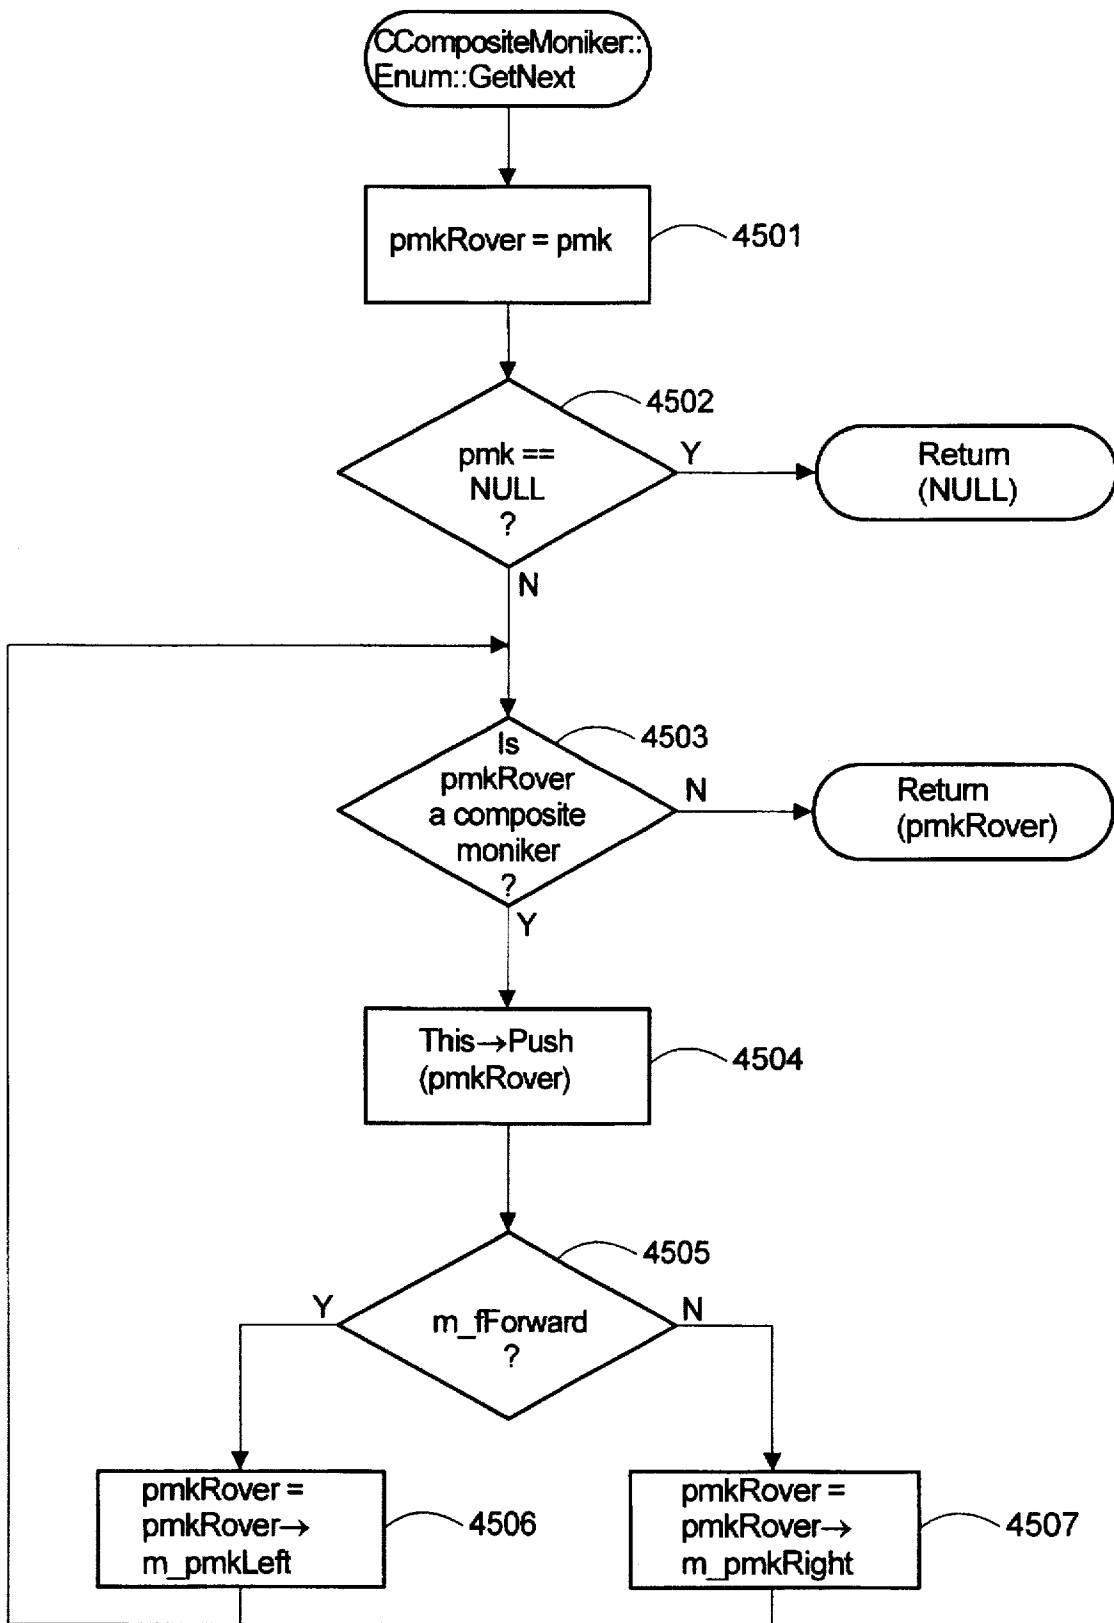 CCompositeMoniker::
Enum::GetNext
pmkRover = pmk
4501
4502
pmk ==
NULL
?
Y
Return
(NULL)
N
4503
Is
pmkRover
a composite
moniker
?
N
Return
(pmkRover)
Y
This→Push
(pmkRover)
4504
4505
Y
m_fForward
?
N
pmkRover =
pmkRover→
m_pmkLeft
4506
pmkRover =
pmkRover→
m_pmkRight
4507